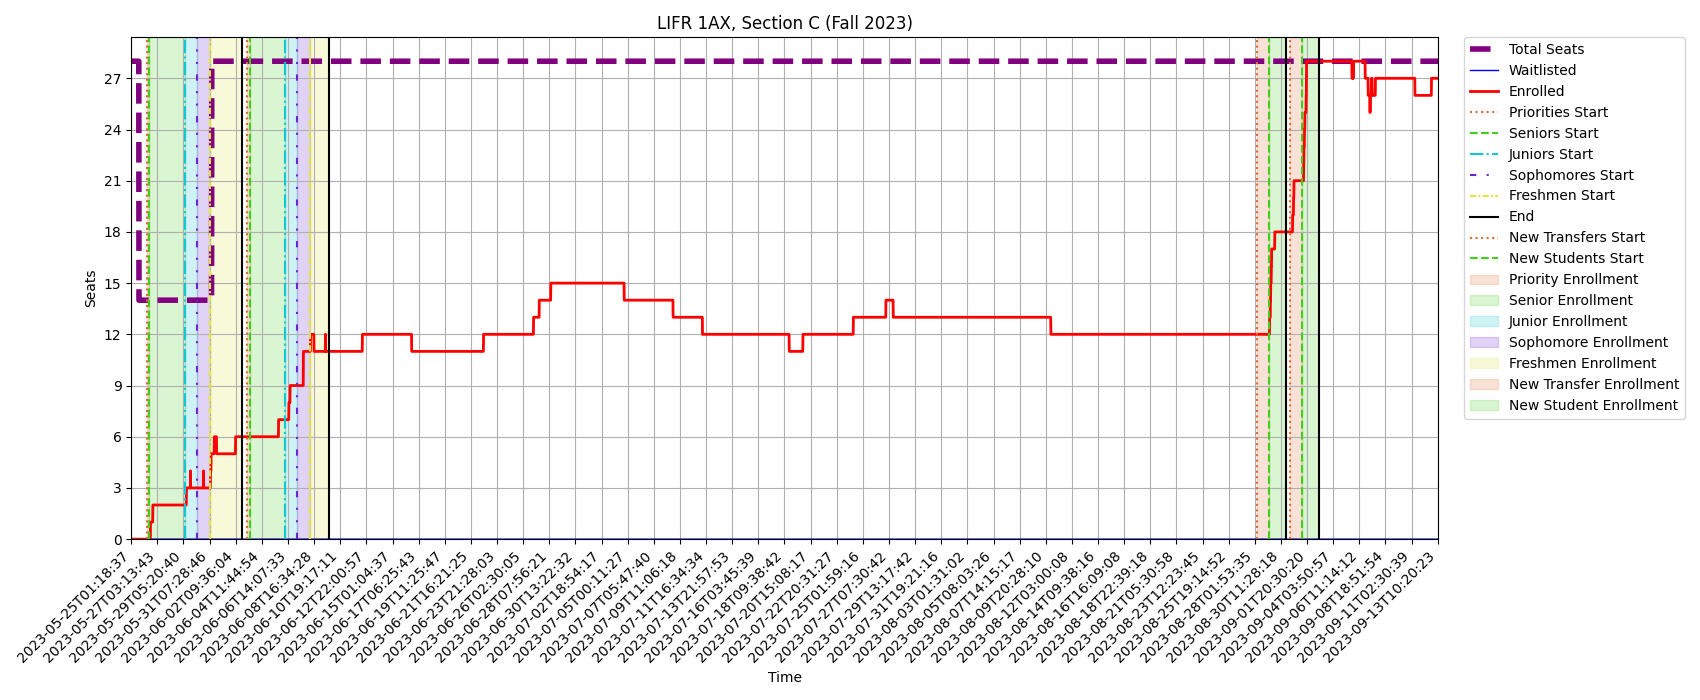 LIFR 1AX, Section C (Fall 2023)
Seats
27
24
21
18
15
12
9
6
3
0
2023-05-25T01:18:37
2023-05-27T03:13:43
2023-05-29T05:20:40
2023-05-31T07:28:46
2023-06-02T09:36:04
2023-06-04T11:44:54
2023-06-06T14:07:33
2023-06-08T16:34:28
2023-06-10T19:17:11
2023-06-12T22:00:57
2023-06-15T01:04:37
2023-06-17T06:25:43
2023-06-19T11:25:47
2023-06-21T16:21:25
2023-06-23T21:28:03
2023-06-26T02:30:05
2023-06-28T07:56:21
2023-06-30T13:22:32
2023-07-02T18:54:17
2023-07-05T00:11:27
2023-07-07T05:47:40
2023-07-09T11:06:18
2023-07-11T16:34:34
2023-07-13T21:57:53
2023-07-16T03:45:39
2023-07-18T09:38:42
2023-07-20T15:08:17
2023-07-22T20:31:27
2023-07-25T01:59:16
2023-07-27T07:30:42
2023-07-29T13:17:42
2023-07-31T19:21:16
2023-08-03T01:31:02
2023-08-05T08:03:26
2023-08-07T14:15:17
2023-08-09T20:28:10
2023-08-12T03:00:08
2023-08-14T09:38:16
2023-08-16T16:09:08
2023-08-18T22:39:18
2023-08-21T05:30:58
2023-08-23T12:23:45
2023-08-25T19:14:52
2023-08-28T01:53:35
2023-08-30T11:28:18
2023-09-01T20:30:20
2023-09-04T03:50:57
2023-09-06T11:14:12
2023-09-08T18:51:54
2023-09-11T02:30:39
2023-09-13T10:20:23
Time
Total Seats
Waitlisted
Enrolled
Priorities Start
Seniors Start
Juniors Start
Sophomores Start
Freshmen Start
End
New Transfers Start
New Students Start
Priority Enrollment
Senior Enrollment
Junior Enrollment
Sophomore Enrollment
Freshmen Enrollment
New Transfer Enrollment
New Student Enrollment